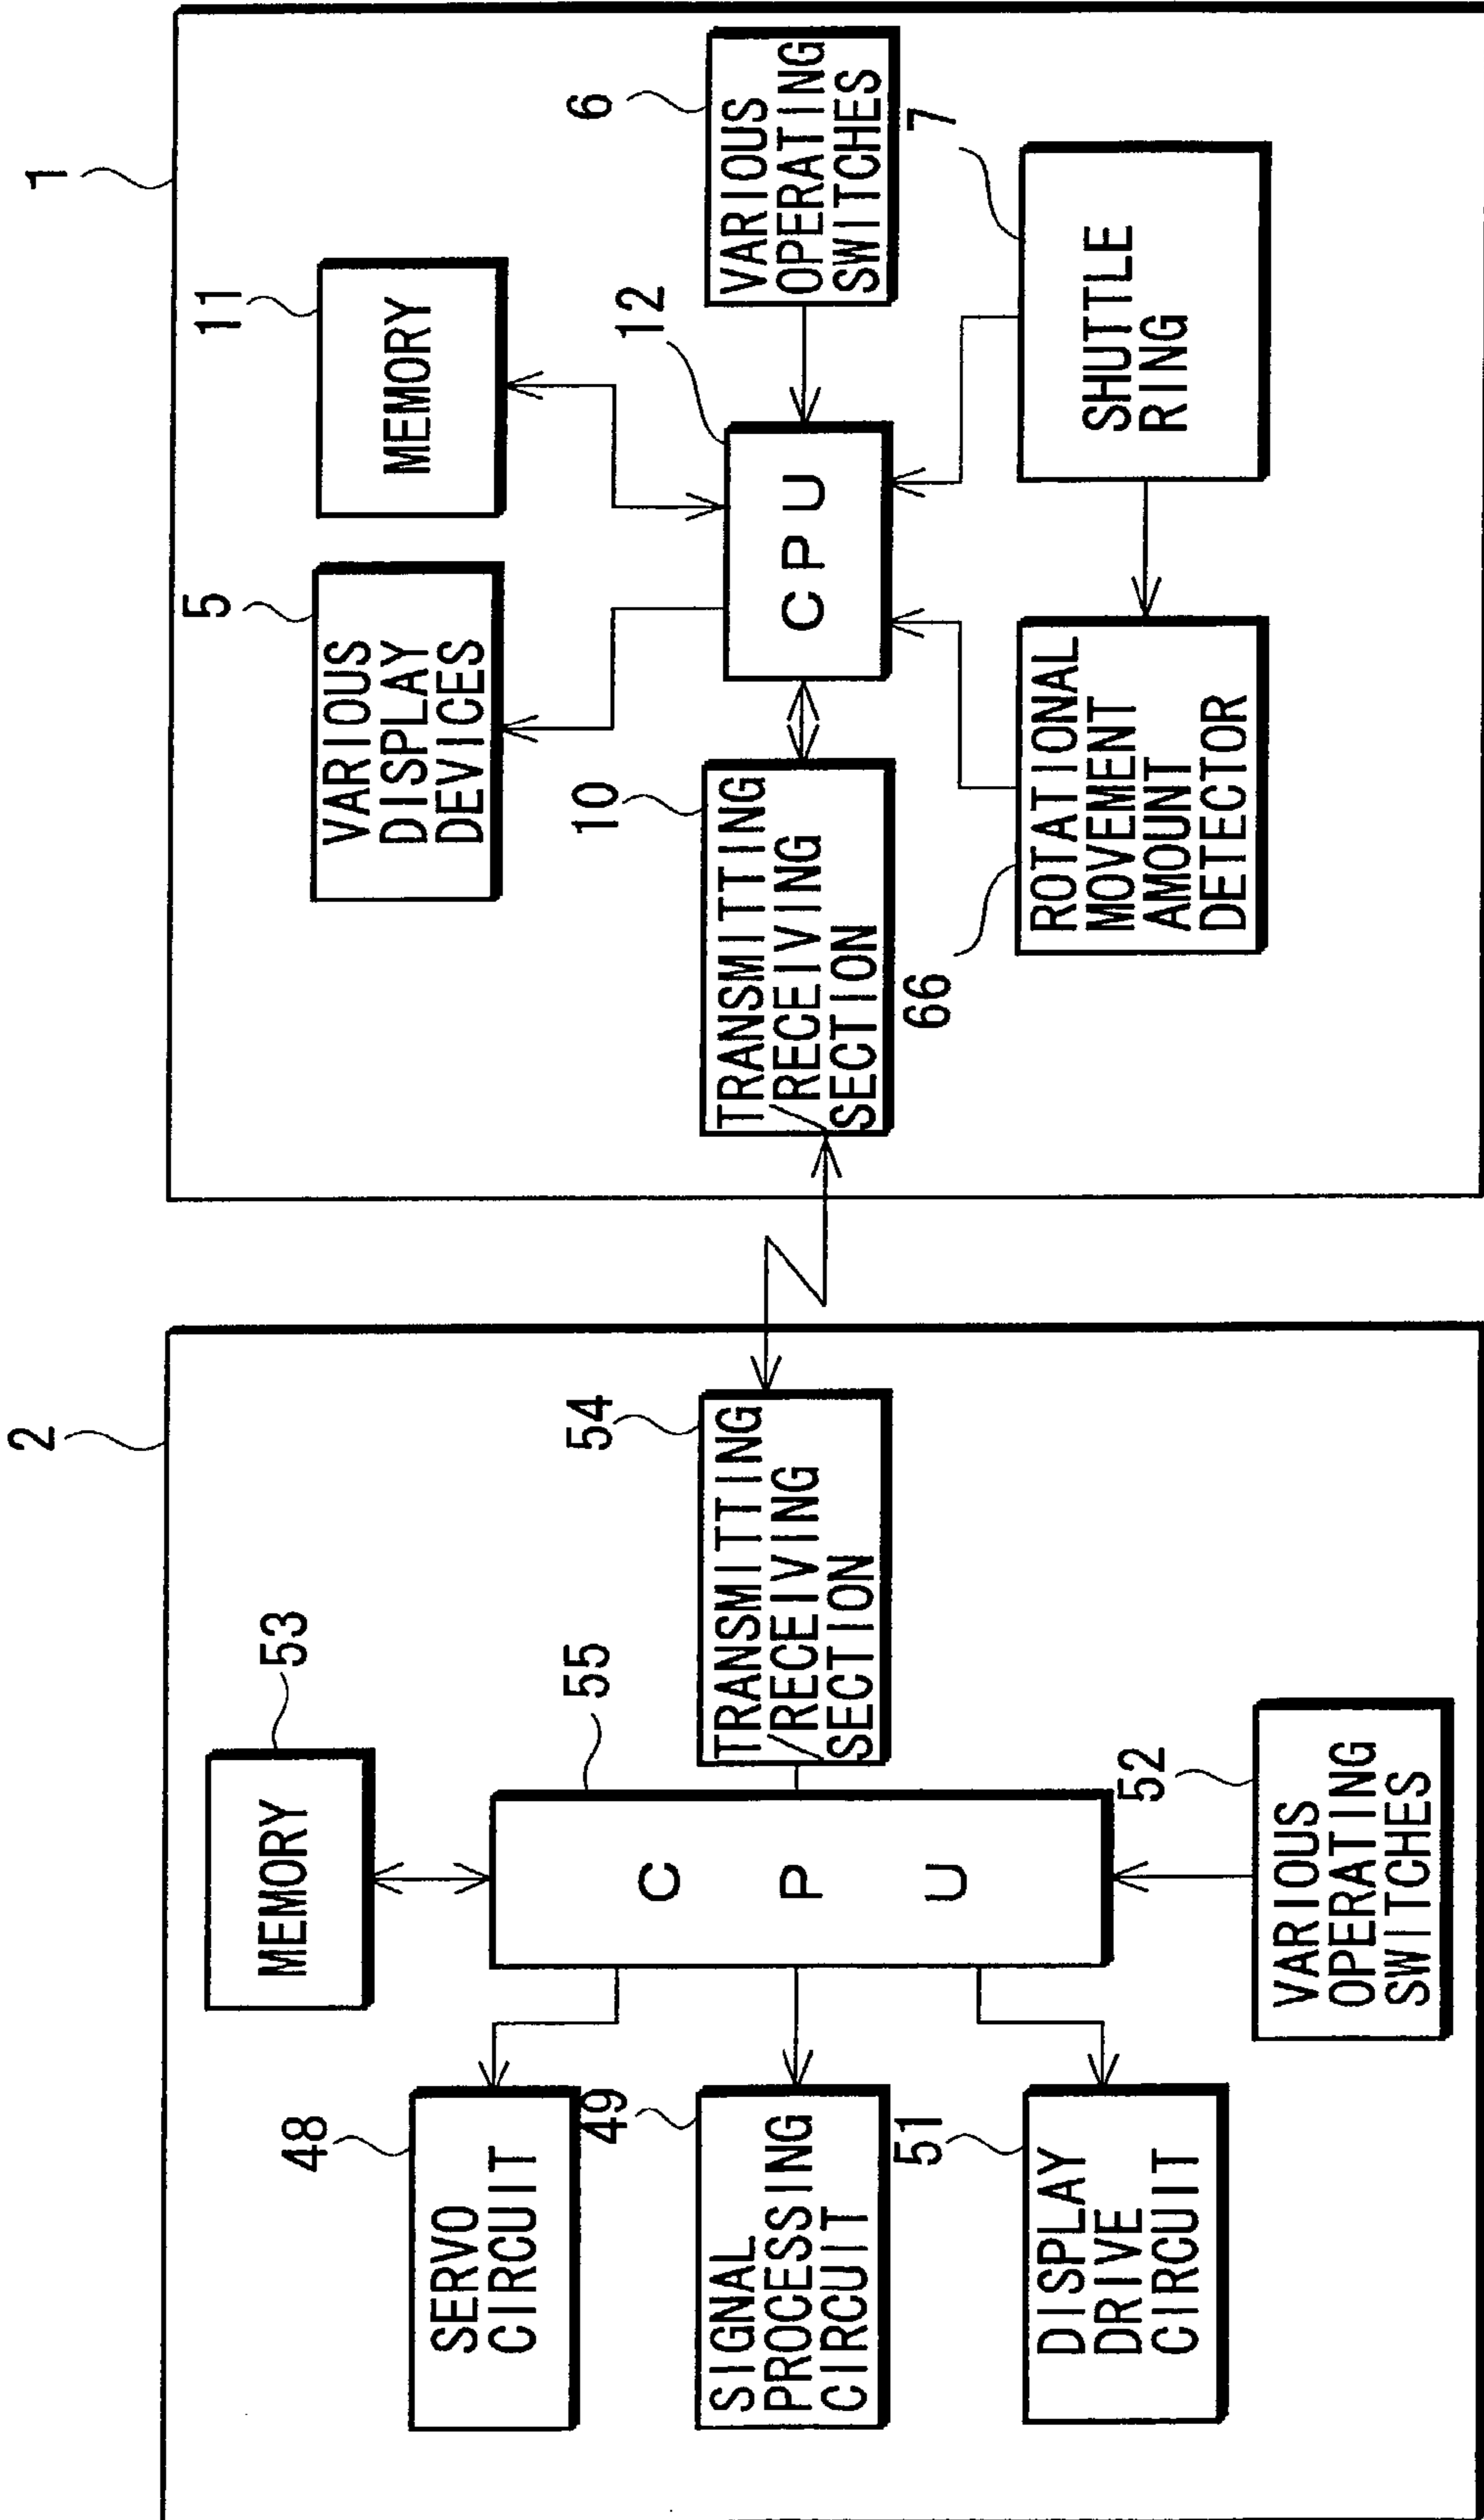 2
53
MEMORY
55
54
TRANSMITTING
/RECEIVING
SECTION
C P U
48
SERVO
CIRCUIT
49
SIGNAL
PROCESSING
CIRCUIT
51
DISPLAY
DRIVE
CIRCUIT
52
VARIOUS
OPERATING
SWITCHES
1
5
VARIOUS
DISPLAY
DEVICES
11
MEMORY
10
TRANSMITTING
/RECEIVING
SECTION
12
CPU
6
VARIOUS
OPERATING
SWITCHES
66
ROTATIONAL
MOVEMENT
AMOUNT
DETECTOR
7
SHUTTLE
RING